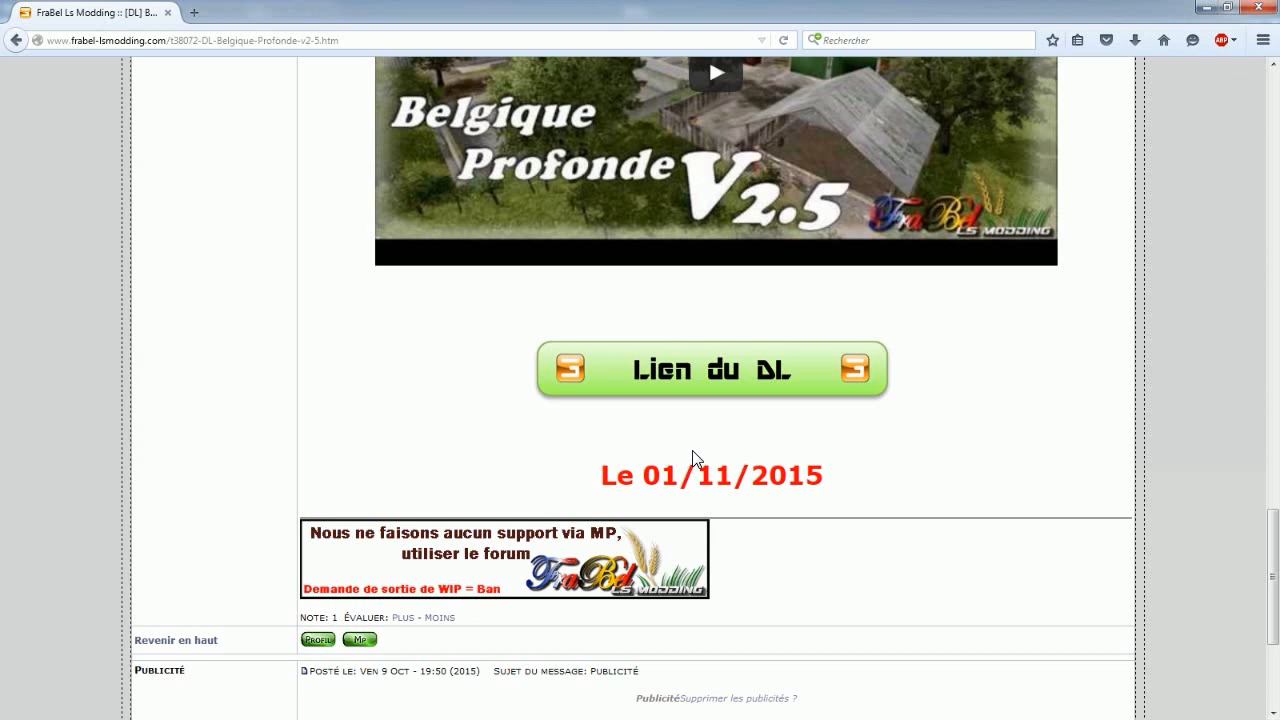 FraBel Ls Modding :: [DL] B...
www.frabel-lsmodding.com/t38072-DL-Belgique-Profonde-v2-5.htm
Rechercher
ABP
Belgique
Profonde V2.5
FraBel
LS MODDING
Lien du DL
Le 01/11/2015
Nous ne faisons aucun support via MP,
utiliser le forum
FraBel
LS MODDING
Demande de sortie de WIP = Ban
NOTE: 1 ÉVALUER: PLUS - MOINS
Revenir en haut
PROFIL MP
PUBLICITÉ
POSTÉ LE: VEN 9 OCT - 19:50 (2015) SUJET DU MESSAGE: PUBLICITÉ
PublicitéSupprimer les publicités ?